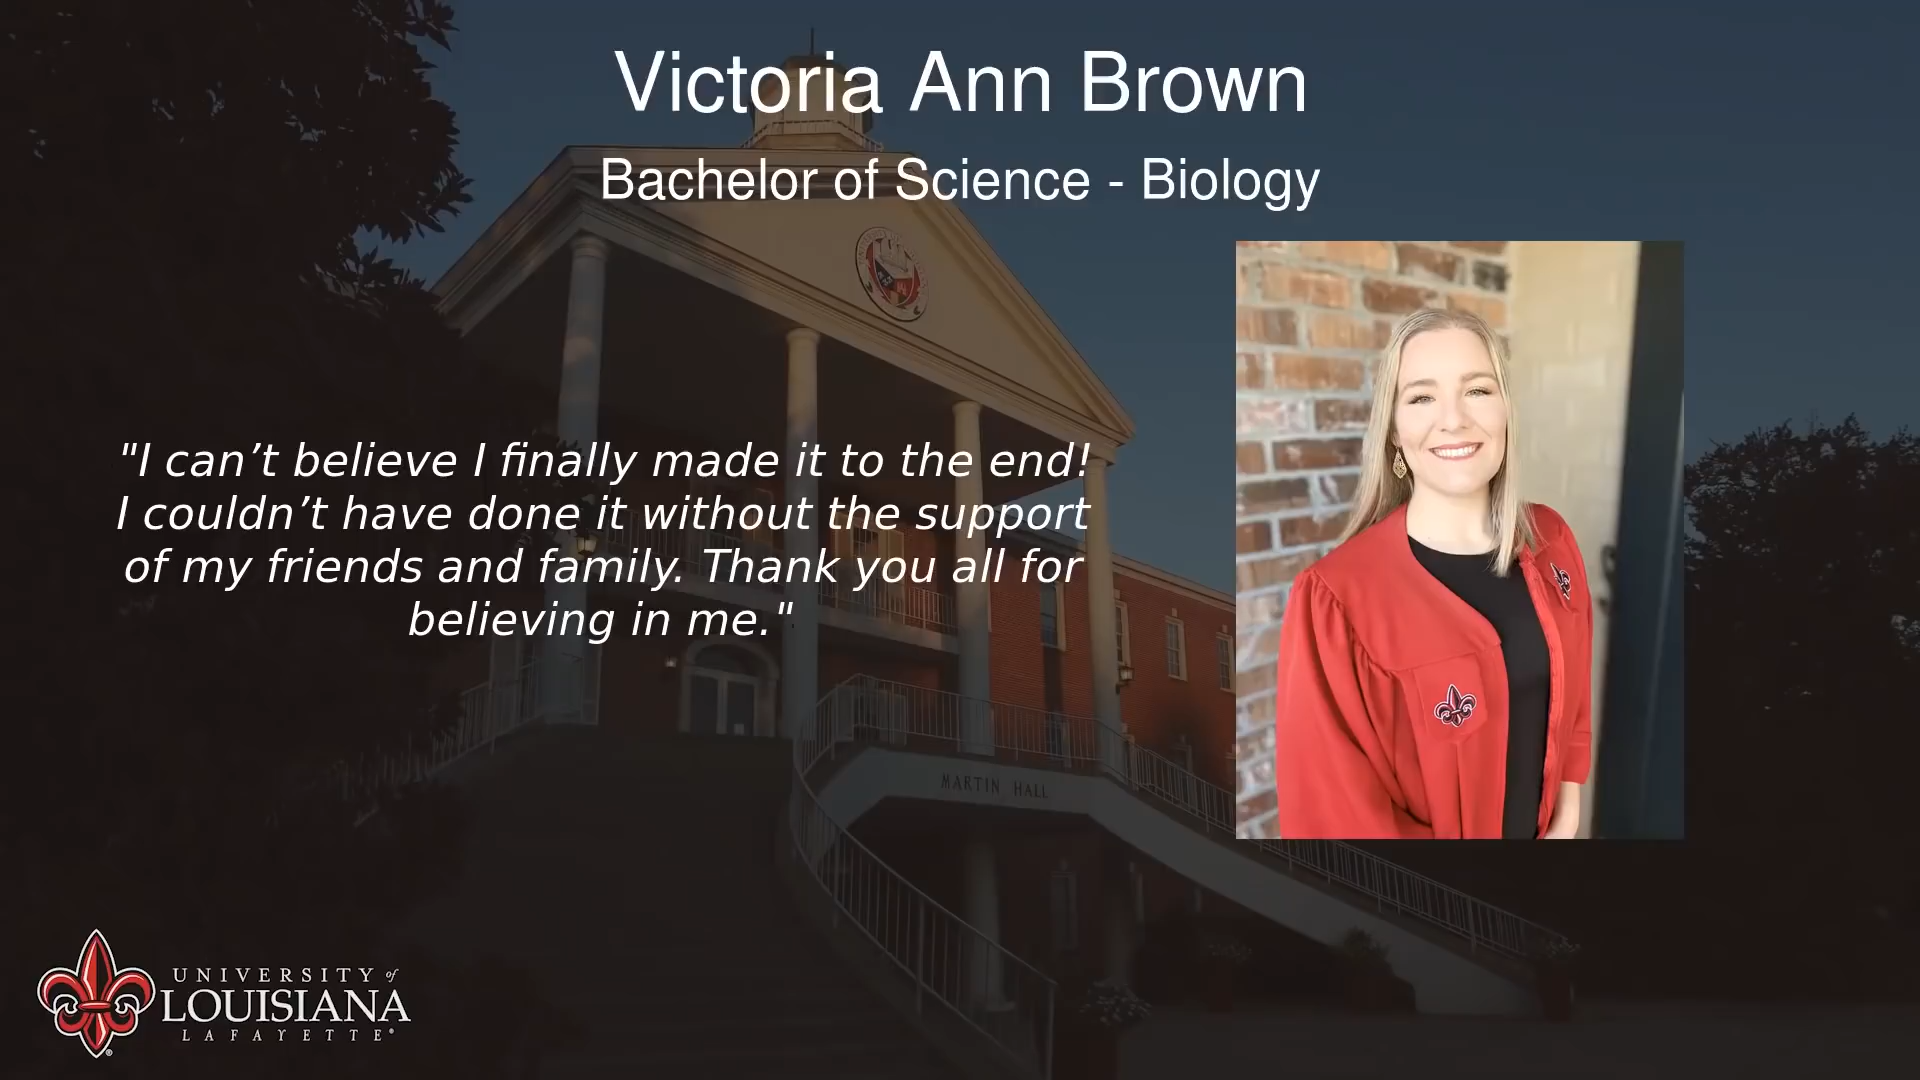 Victoria Ann Brown
Bachelor of Science - Biology
"I can’t believe I finally made it to the end!
I couldn’t have done it without the support
of my friends and family. Thank you all for
believing in me."
MARTIN HALL
UNIVERSITY of
LOUISIANA
LAFAYETTE®
®